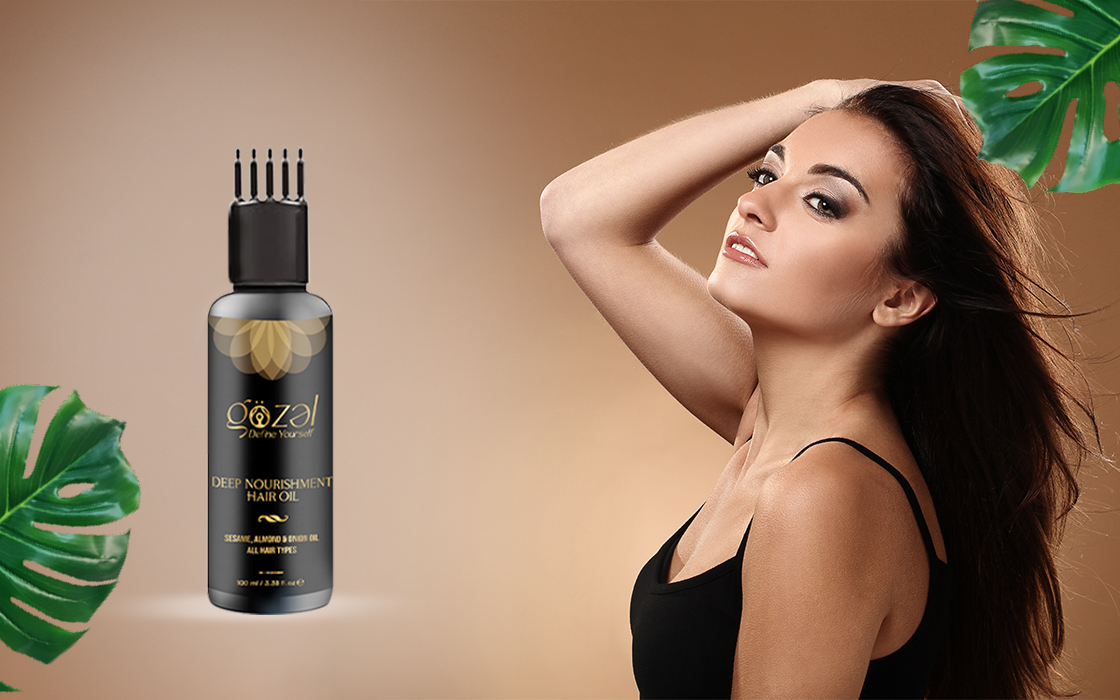 gözəl
Define Yourself
DEEP NOURISHMENT
HAIR OIL
SESAME, ALMOND & ONION OIL
ALL HAIR TYPES
100 ml / 3.38 fl. oz ℮